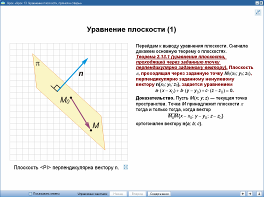 Уравнение плоскости (1)
Перейдем к выводу уравнения плоскости. Сначала
докажем основную теорему о плоскости.
Теорема 2.13.1 (уравнение плоскости,
проходящей через заданную точку,
перпендикулярно заданному вектору). Плоскость
π, проходящая через заданную точку M₀(x₀; y₀; z₀),
перпендикулярно заданному ненулевому
вектору n(a; b; c), задается уравнением
a (x – x₀) + b (y – y₀) + c (z – z₀) = 0.
Доказательство. Пусть M(x; y; z) — текущая точка
пространства. Точка M принадлежит плоскости π
тогда и только тогда, когда вектор
M₀M(x – x₀; y – y₀; z – z₀)
ортогонален вектору n(a; b; c).
π
n
M₀
M
Плоскость <P1> перпендикулярна вектору n.